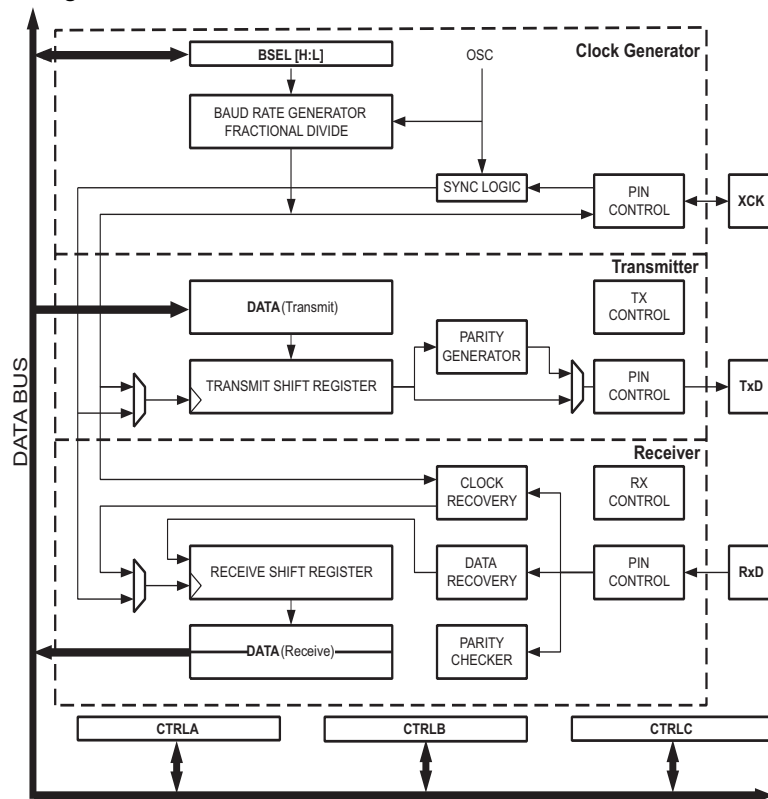 BSEL [H:L]
OSC
Clock Generator
BAUD RATE GENERATOR
FRACTIONAL DIVIDE
SYNC LOGIC
PIN
CONTROL
XCK
Transmitter
DATA (Transmit)
TX
CONTROL
PARITY
GENERATOR
TRANSMIT SHIFT REGISTER
PIN
CONTROL
TxD
DATA BUS
Receiver
CLOCK
RECOVERY
RX
CONTROL
RECEIVE SHIFT REGISTER
DATA
RECOVERY
PIN
CONTROL
RxD
DATA (Receive)
PARITY
CHECKER
CTRLA
CTRLB
CTRLC